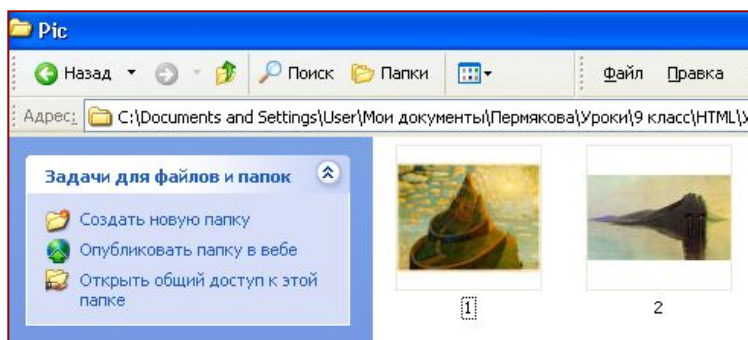 Pic
Назад Поиск Папки Файл Правка
Адрес: C:\Documents and Settings\User\Мои документы\Пермякова\Уроки\9 класс\HTML\
Задачи для файлов и папок
Создать новую папку
Опубликовать папку в вебе
Открыть общий доступ к этой
папке
1 2